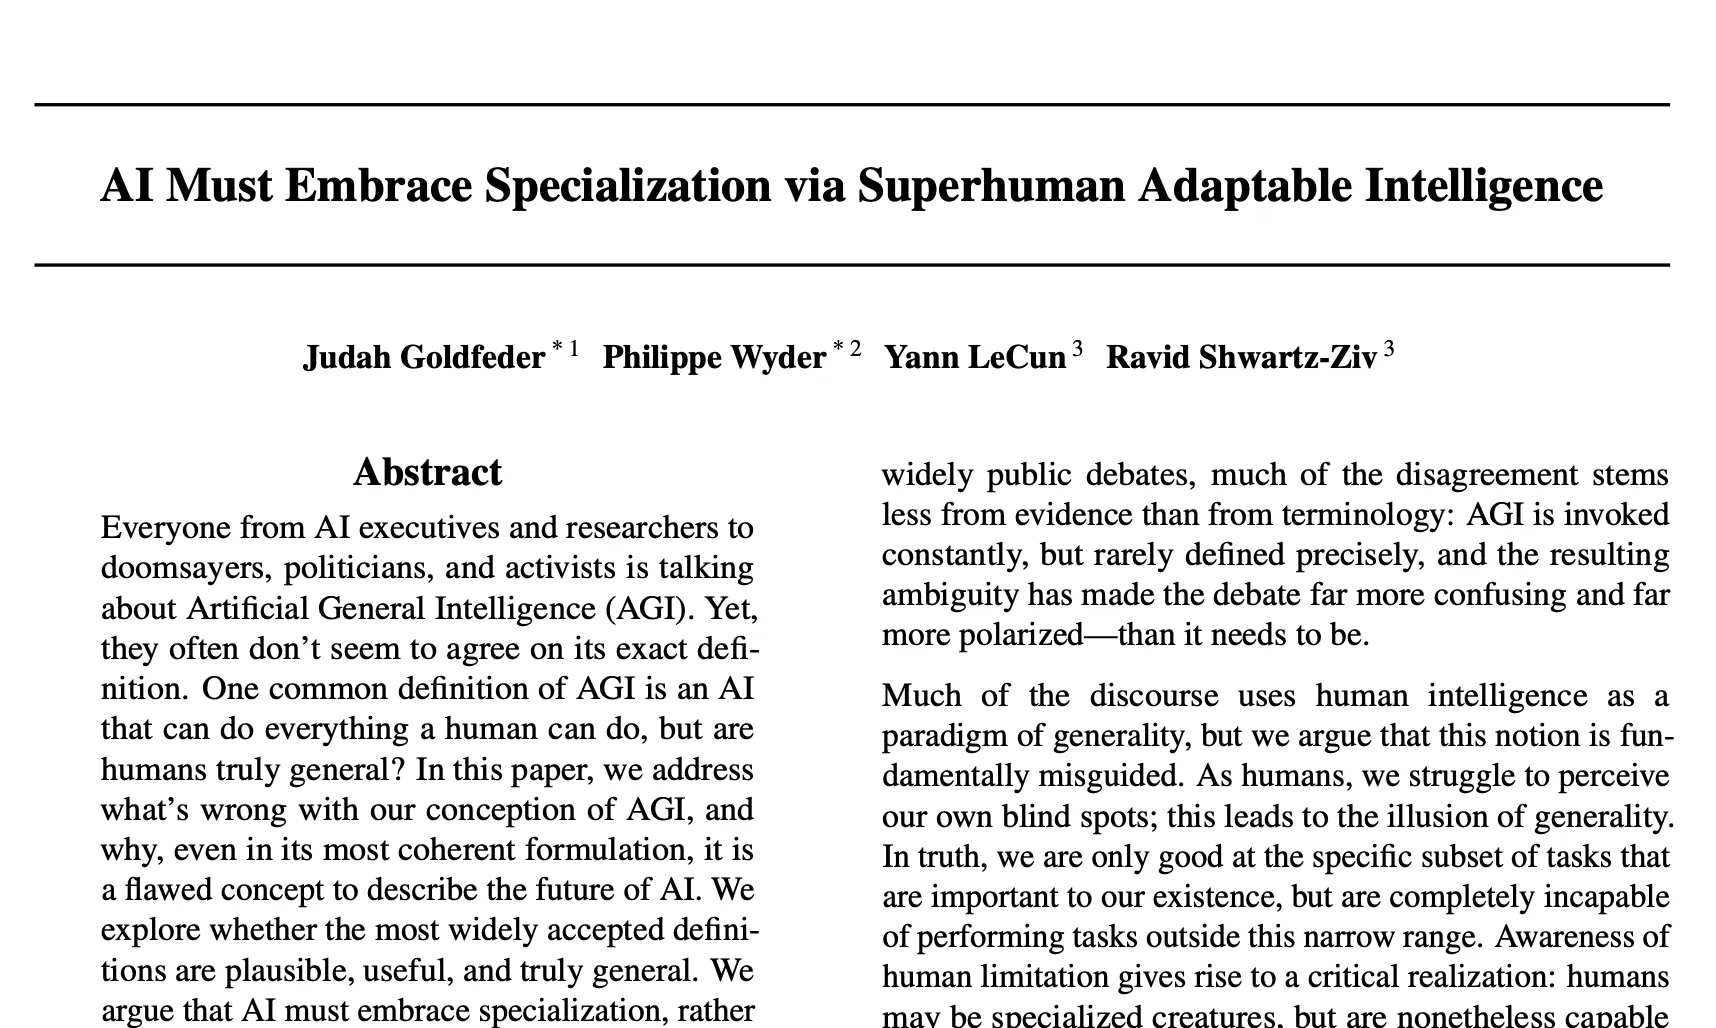 AI Must Embrace Specialization via Superhuman Adaptable Intelligence
Judah Goldfeder * 1 Philippe Wyder * 2 Yann LeCun 3 Ravid Shwartz-Ziv 3
Abstract
Everyone from AI executives and researchers to
doomsayers, politicians, and activists is talking
about Artificial General Intelligence (AGI). Yet,
they often don’t seem to agree on its exact defi-
nition. One common definition of AGI is an AI
that can do everything a human can do, but are
humans truly general? In this paper, we address
what’s wrong with our conception of AGI, and
why, even in its most coherent formulation, it is
a flawed concept to describe the future of AI. We
explore whether the most widely accepted defini-
tions are plausible, useful, and truly general. We
argue that AI must embrace specialization, rather
widely public debates, much of the disagreement stems
less from evidence than from terminology: AGI is invoked
constantly, but rarely defined precisely, and the resulting
ambiguity has made the debate far more confusing and far
more polarized—than it needs to be.
Much of the discourse uses human intelligence as a
paradigm of generality, but we argue that this notion is fun-
damentally misguided. As humans, we struggle to perceive
our own blind spots; this leads to the illusion of generality.
In truth, we are only good at the specific subset of tasks that
are important to our existence, but are completely incapable
of performing tasks outside this narrow range. Awareness of
human limitation gives rise to a critical realization: humans
may be specialized creatures, but are nonetheless capable